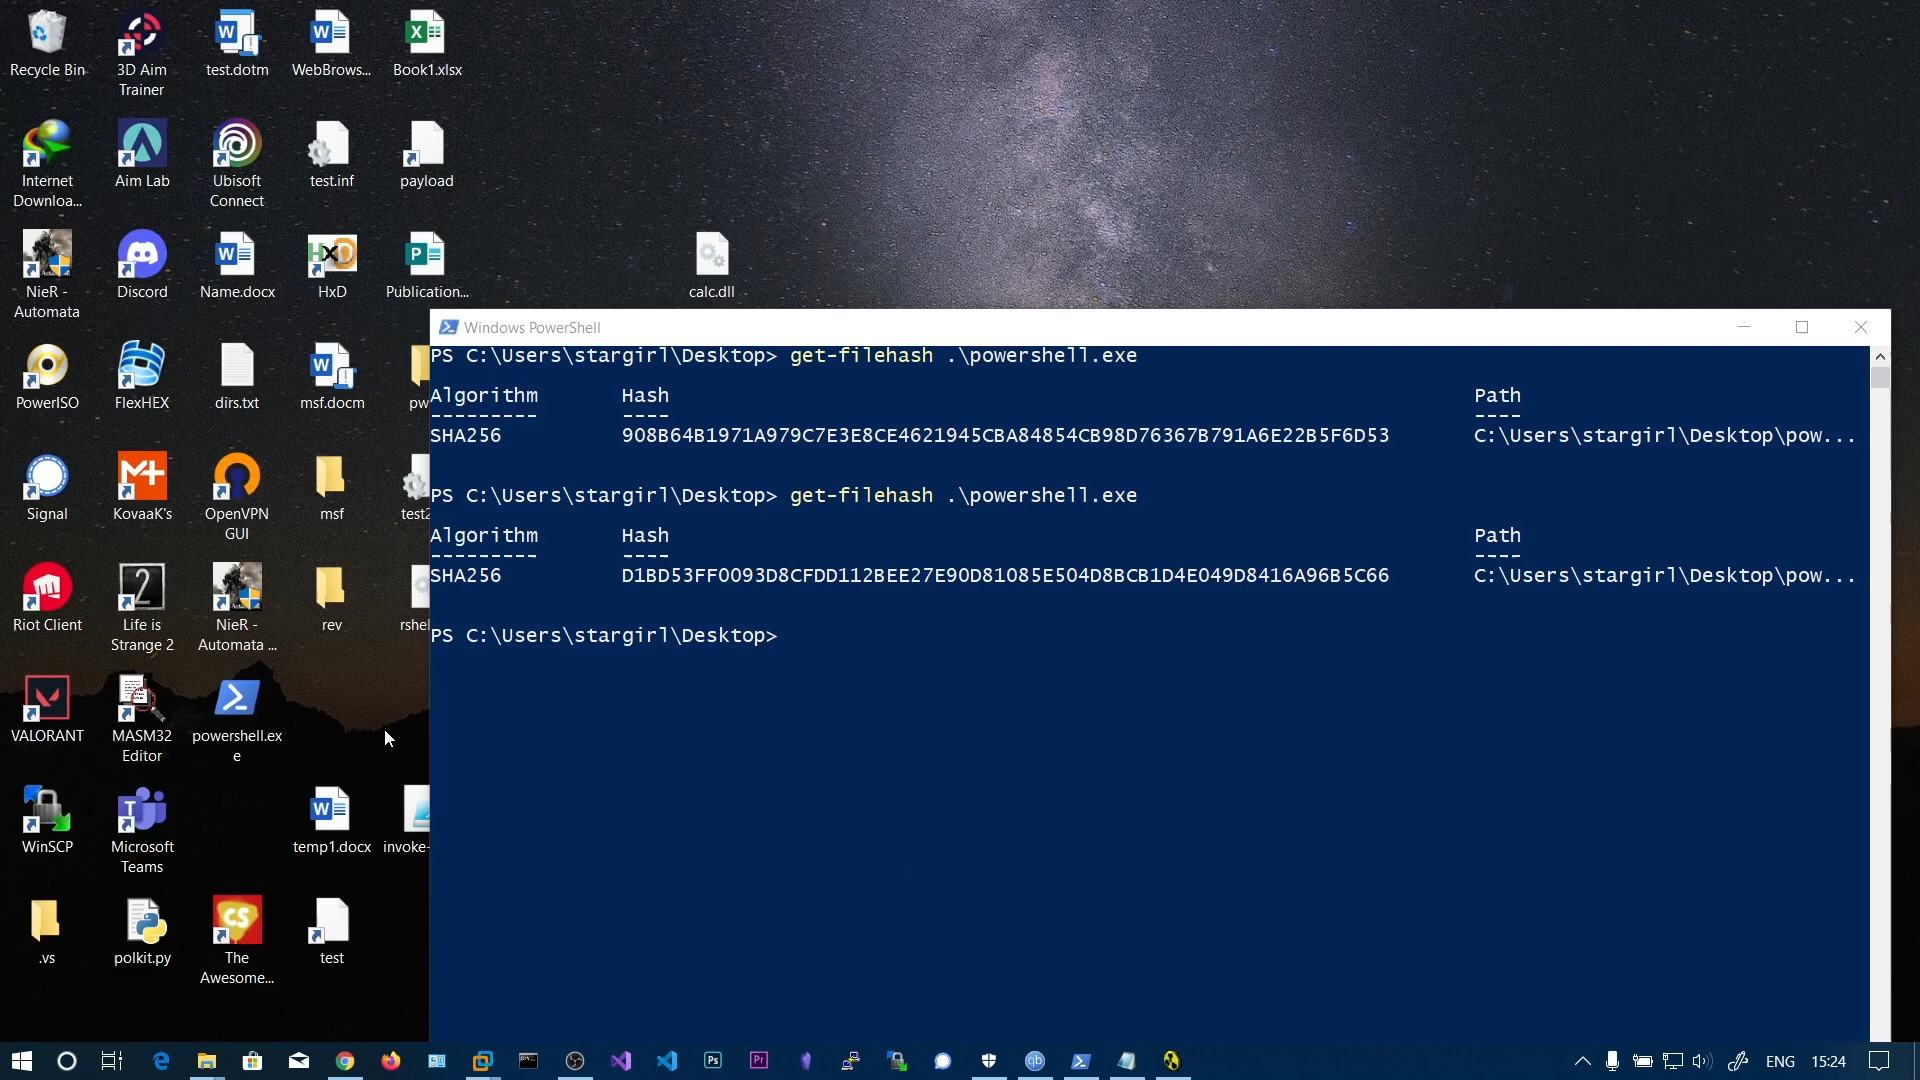 Recycle Bin
3D Aim
Trainer
test.dotm
WebBrows...
Book1.xlsx
Internet
Downloa...
Aim Lab
Ubisoft
Connect
test.inf
payload
NieR -
Automata
Discord
Name.docx
HxD
Publication...
calc.dll
PowerISO
FlexHEX
dirs.txt
msf.docm
pw
Signal
KovaaK's
OpenVPN
GUI
msf
test2
Riot Client
Life is
Strange 2
NieR -
Automata ...
rev
rshel
VALORANT
MASM32
Editor
powershell.ex
e
WinSCP
Microsoft
Teams
temp1.docx
invoke-
.vs
polkit.py
The
Awesome...
test
Windows PowerShell
PS C:\Users\stargirl\Desktop> get-filehash .\powershell.exe
Algorithm Hash Path
--------- ---- ----
SHA256 908B64B1971A979C7E3E8CE4621945CBA84854CB98D76367B791A6E22B5F6D53 C:\Users\stargirl\Desktop\pow...
PS C:\Users\stargirl\Desktop> get-filehash .\powershell.exe
Algorithm Hash Path
--------- ---- ----
SHA256 D1BD53FF0093D8CFDD112BEE27E90D81085E504D8BCB1D4E049D8416A96B5C66 C:\Users\stargirl\Desktop\pow...
PS C:\Users\stargirl\Desktop>
ENG 15:24